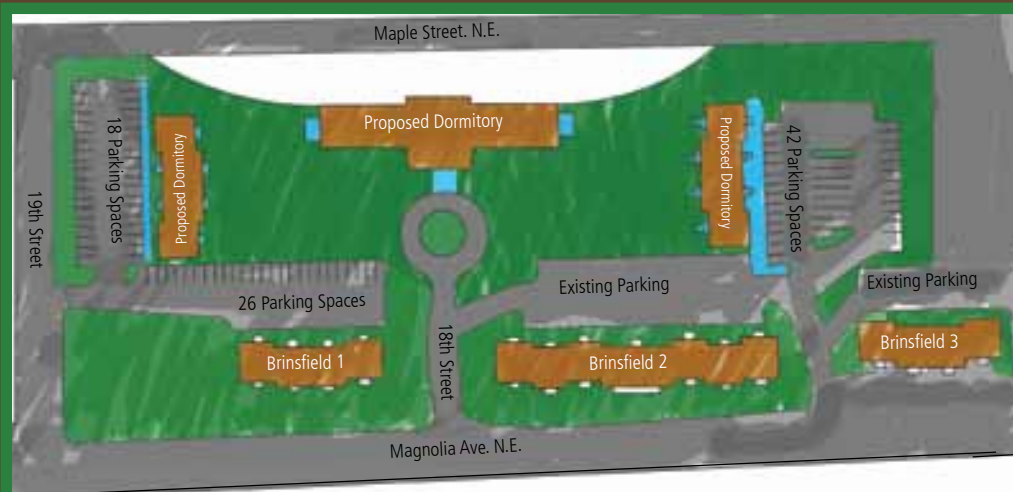 Maple Street. N.E.
Proposed Dormitory
18 Parking Spaces
Proposed Dormitory
Proposed Dormitory
42 Parking Spaces
19th Street
26 Parking Spaces
Existing Parking
Existing Parking
18th Street
Brinsfield 1
Brinsfield 2
Brinsfield 3
Magnolia Ave. N.E.